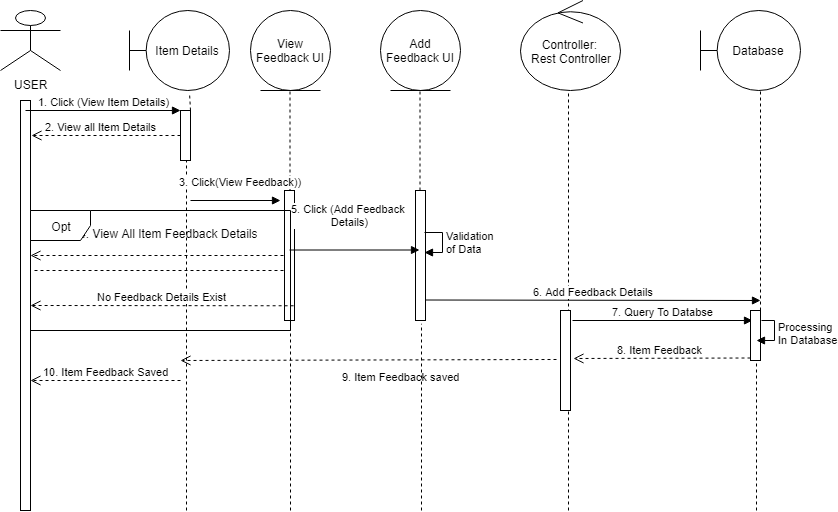 Item Details
View
Feedback UI
Add
Feedback UI
Controller:
Rest Controller
Database
USER
1. Click (View Item Details)
2. View all Item Details
3. Click(View Feedback))
5. Click (Add Feedback
Details)
Opt
. View All Item Feedback Details
Validation
of Data
No Feedback Details Exist
6. Add Feedback Details
7. Query To Databse
Processing
In Database
8. Item Feedback
10. Item Feedback Saved
9. Item Feedback saved